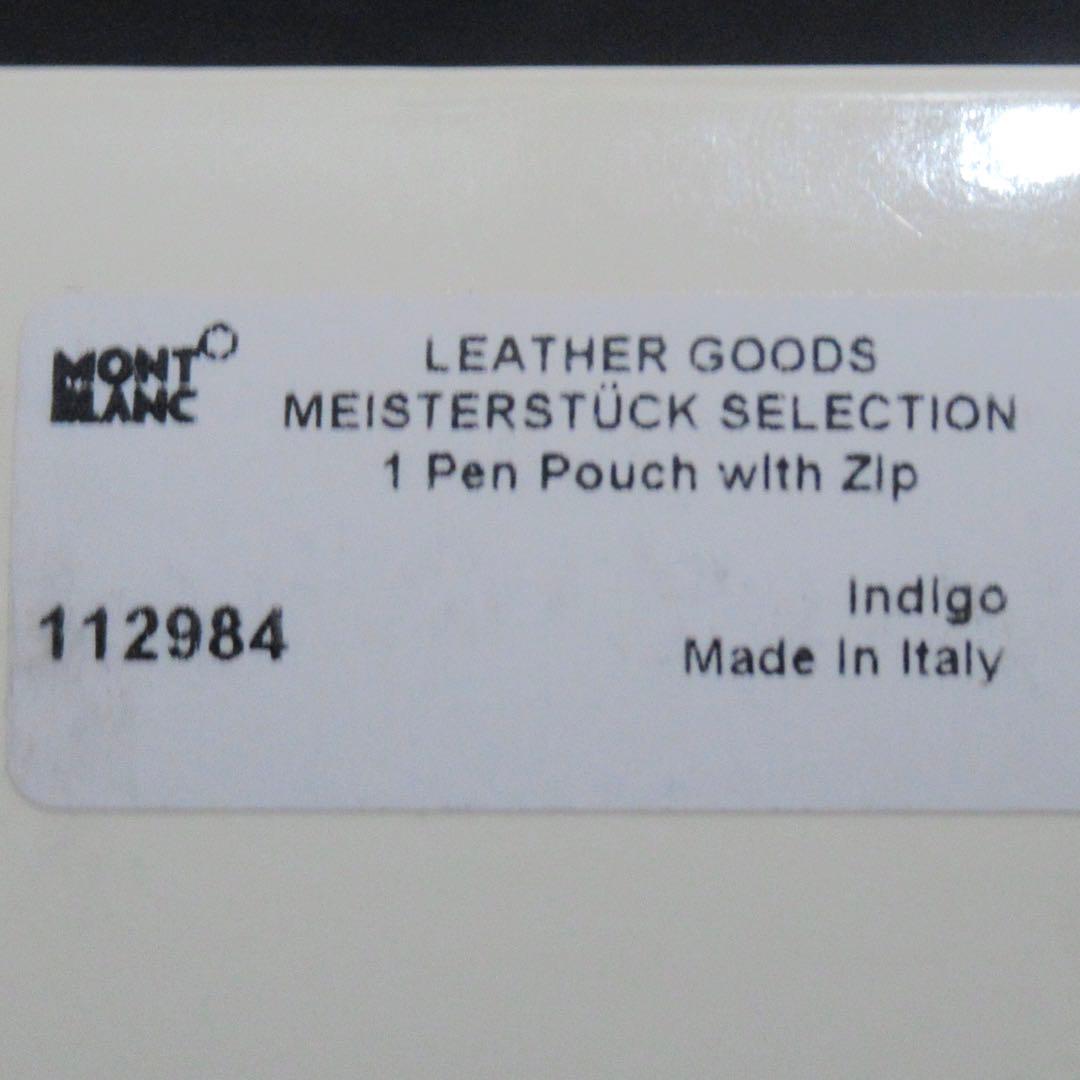 MONT
BLANC
LEATHER GOODS
MEISTERSTÜCK SELECTION
1 Pen Pouch with Zip
112984
Indigo
Made in Italy